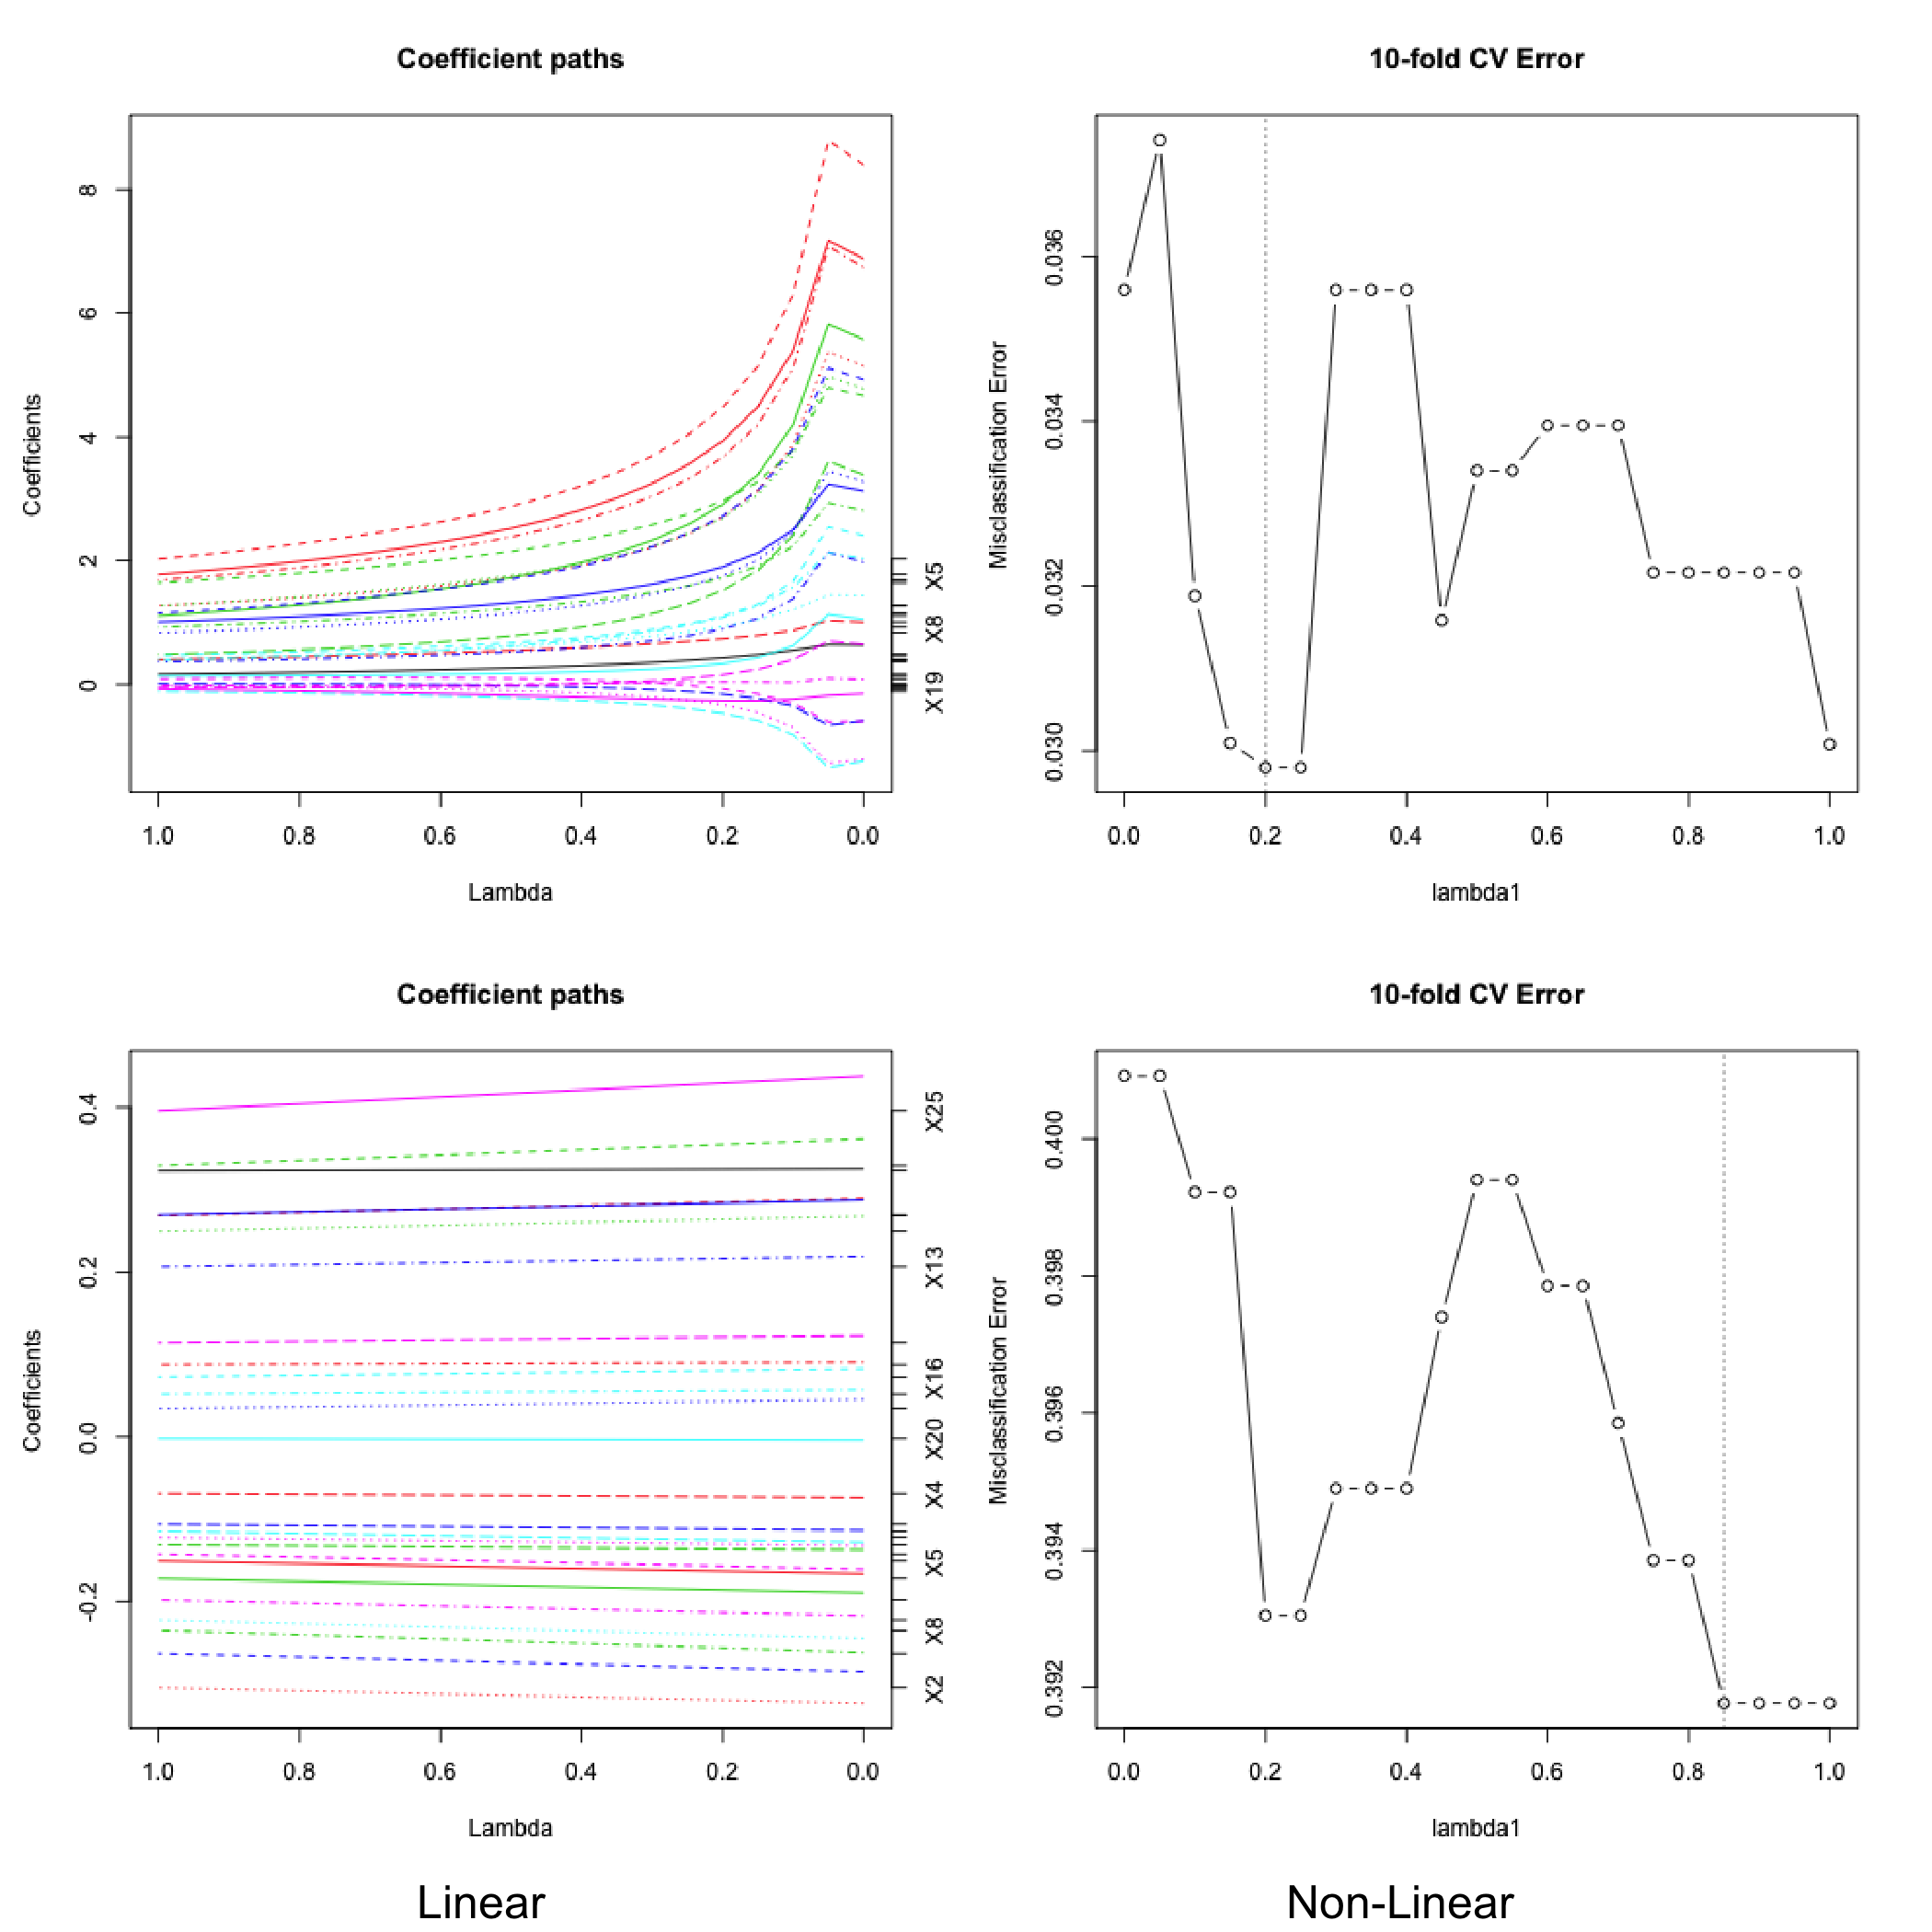 Coefficient paths
8
6
4
2
0
Coefficients
X5
X8
X19
1.0 0.8 0.6 0.4 0.2 0.0
Lambda
10-fold CV Error
0.036
0.034
0.032
0.030
Misclassification Error
0.0 0.2 0.4 0.6 0.8 1.0
lambda1
Coefficient paths
0.4
0.2
0.0
-0.2
Coefficients
X25
X13
X16
X20
X4
X5
X8
X2
1.0 0.8 0.6 0.4 0.2 0.0
Lambda
10-fold CV Error
0.400
0.398
0.396
0.394
0.392
Misclassification Error
0.0 0.2 0.4 0.6 0.8 1.0
lambda1
Linear
Non-Linear